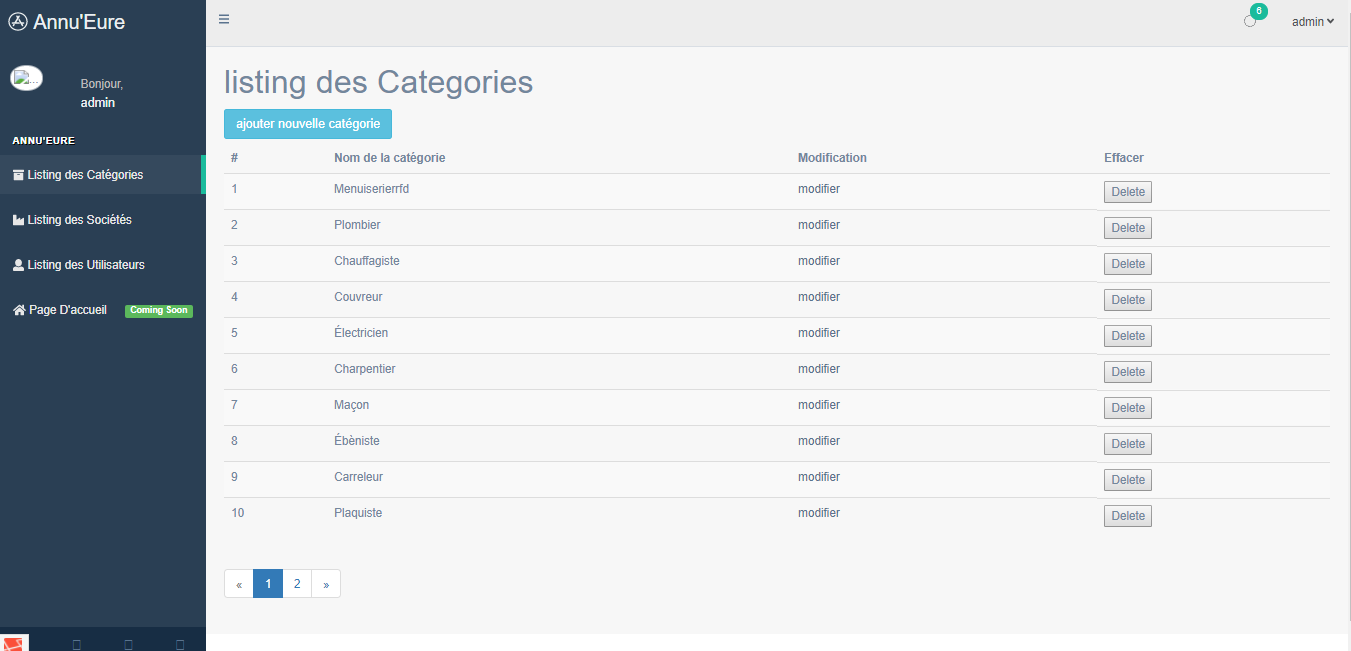 Annu'Eure
6
admin
Bonjour,
admin
ANNU'EURE
Listing des Catégories
Listing des Sociétés
Listing des Utilisateurs
Page D'accueil Coming Soon
listing des Categories
ajouter nouvelle catégorie
# Nom de la catégorie Modification Effacer
1 Menuiserierrfd modifier Delete
2 Plombier modifier Delete
3 Chauffagiste modifier Delete
4 Couvreur modifier Delete
5 Électricien modifier Delete
6 Charpentier modifier Delete
7 Maçon modifier Delete
8 Ébèniste modifier Delete
9 Carreleur modifier Delete
10 Plaquiste modifier Delete
« 1 2 »